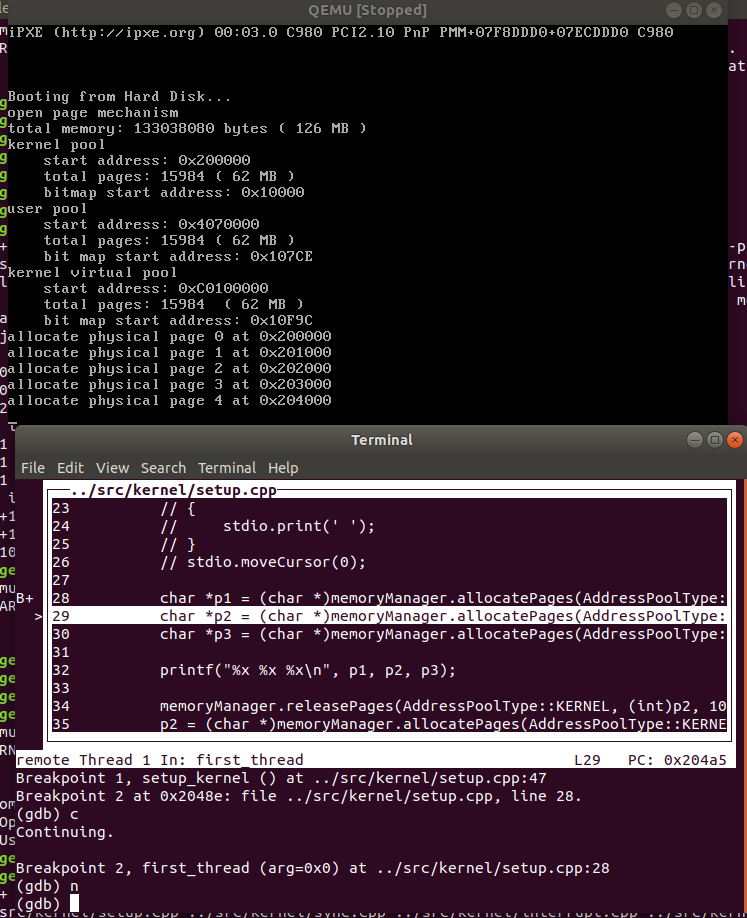 QEMU [Stopped]
iPXE (http://ipxe.org) 00:03.0 C980 PCI2.10 PnP PMM+07F8DDD0+07ECDDD0 C980
Booting from Hard Disk...
open page mechanism
total memory: 133038080 bytes ( 126 MB )
kernel pool
    start address: 0x200000
    total pages: 15984 ( 62 MB )
    bitmap start address: 0x10000
user pool
    start address: 0x4070000
    total pages: 15984 ( 62 MB )
    bit map start address: 0x107CE
kernel virtual pool
    start address: 0xC0100000
    total pages: 15984  ( 62 MB )
    bit map start address: 0x10F9C
allocate physical page 0 at 0x200000
allocate physical page 1 at 0x201000
allocate physical page 2 at 0x202000
allocate physical page 3 at 0x203000
allocate physical page 4 at 0x204000
Terminal
File Edit View Search Terminal Help
../src/kernel/setup.cpp
23          // {
24          //     stdio.print(' ');
25          // }
26          // stdio.moveCursor(0);
27
B+ 28          char *p1 = (char *)memoryManager.allocatePages(AddressPoolType:
> 29          char *p2 = (char *)memoryManager.allocatePages(AddressPoolType:
30          char *p3 = (char *)memoryManager.allocatePages(AddressPoolType:
31
32          printf("%x %x %x\n", p1, p2, p3);
33
34          memoryManager.releasePages(AddressPoolType::KERNEL, (int)p2, 10
35          p2 = (char *)memoryManager.allocatePages(AddressPoolType::KERNE
remote Thread 1 In: first_thread L29 PC: 0x204a5
Breakpoint 1, setup_kernel () at ../src/kernel/setup.cpp:47
Breakpoint 2 at 0x2048e: file ../src/kernel/setup.cpp, line 28.
(gdb) c
Continuing.
Breakpoint 2, first_thread (arg=0x0) at ../src/kernel/setup.cpp:28
(gdb) n
(gdb)